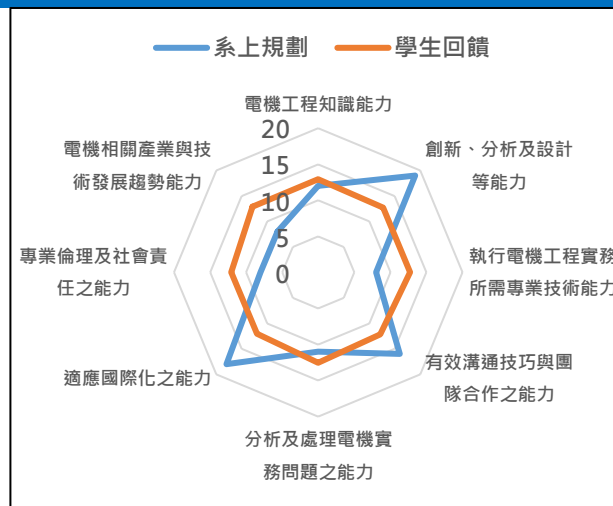 系上規劃 學生回饋
電機工程知識能力
創新、分析及設計
等能力
執行電機工程實務
所需專業技術能力
有效溝通技巧與團
隊合作之能力
分析及處理電機實
務問題之能力
適應國際化之能力
專業倫理及社會責
任之能力
電機相關產業與技
術發展趨勢能力
20
15
10
5
0